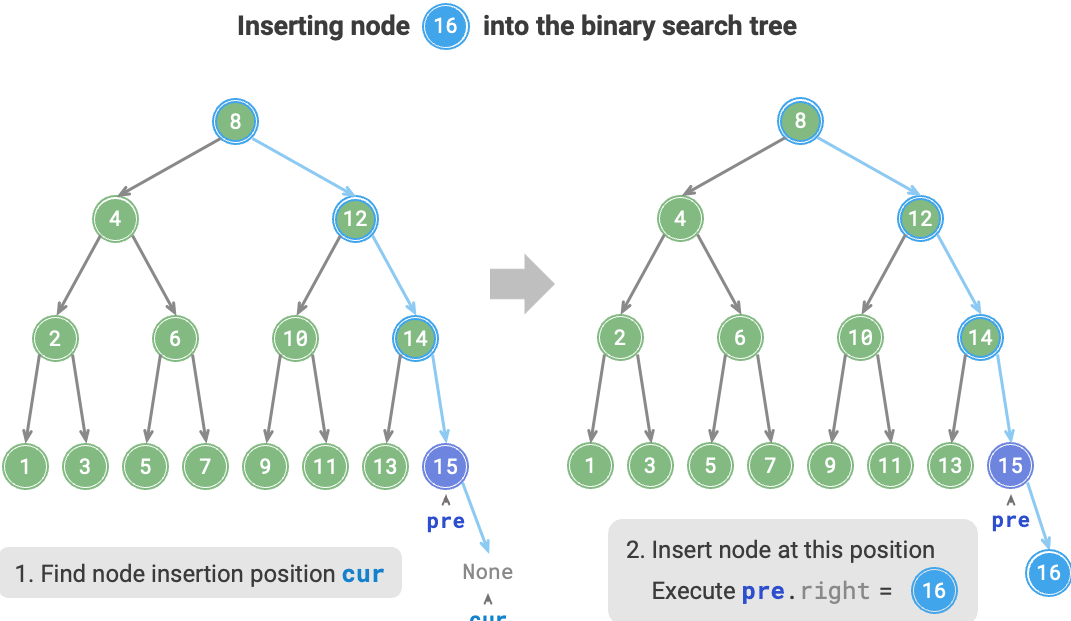 Inserting node 16 into the binary search tree
8
4 12
2 6 10 14
1 3 5 7 9 11 13 15
pre
None
cur
1. Find node insertion position cur
8
4 12
2 6 10 14
1 3 5 7 9 11 13 15
pre
16
2. Insert node at this position
Execute pre.right = 16